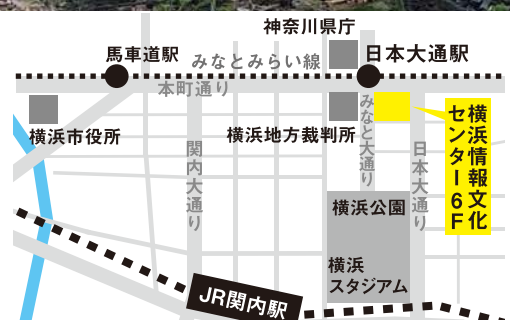 神奈川県庁
馬車道駅
みなとみらい線
日本大通駅
本町通り
横浜市役所
横浜地方裁判所
みなと大通り
横浜情報文化
センター6F
関内大通り
日本大通り
横浜公園
横浜
スタジアム
JR関内駅